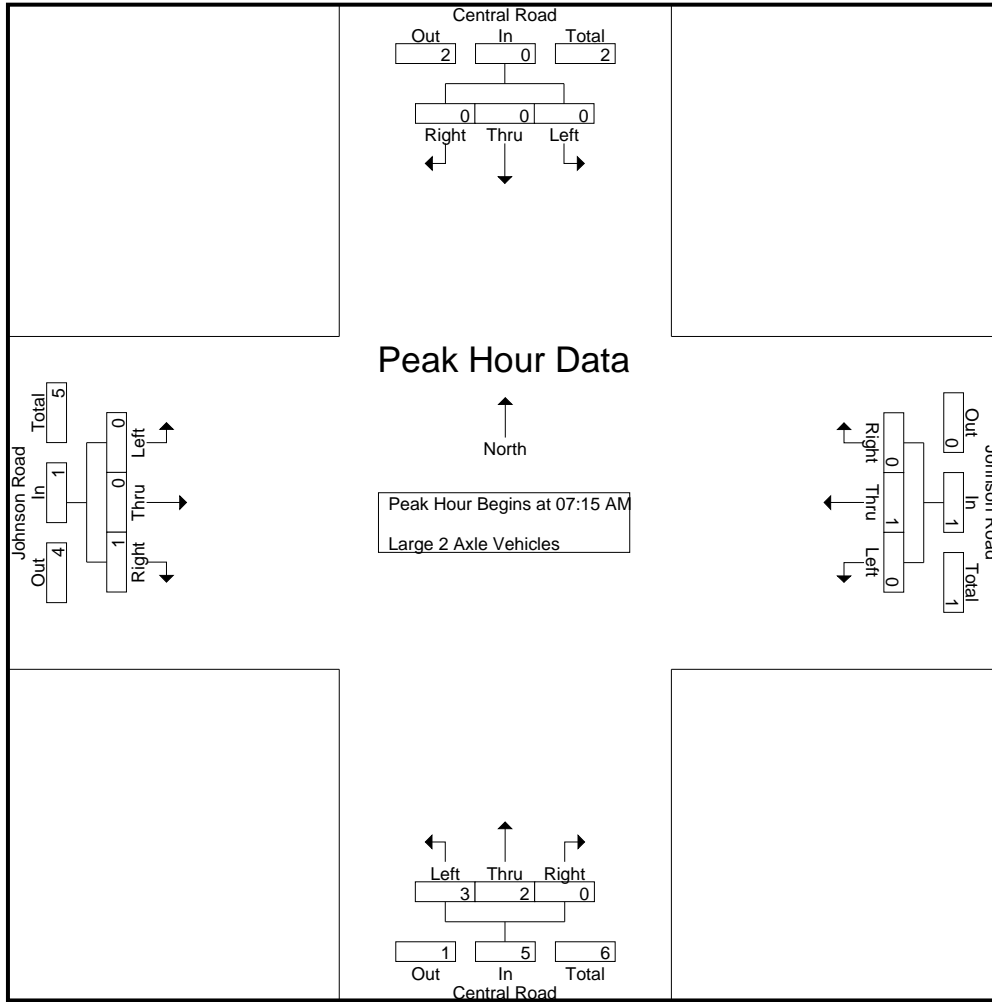 Central Road
Out In Total
2 0 2
0 0 0
Right Thru Left
Peak Hour Data
North
Peak Hour Begins at 07:15 AM
Large 2 Axle Vehicles
Johnson Road
Out In Total
4 1 5
1 0 0
Right Thru Left
Johnson Road
Out In Total
0 1 1
0 1 0
Right Thru Left
Left Thru Right
3 2 0
1 5 6
Out In Total
Central Road